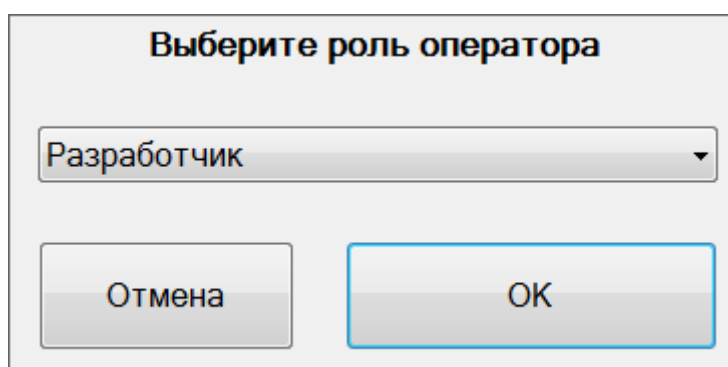 Выберите роль оператора
Разработчик
Отмена
OK